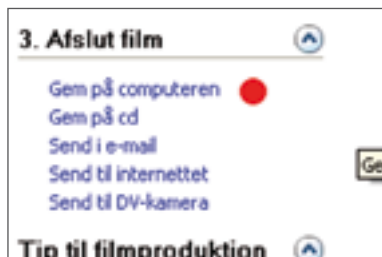 3. Afslut film
Gem på computeren
Gem på cd
Send i e-mail
Send til internettet
Send til DV-kamera
Ge
Tip til filmproduktion